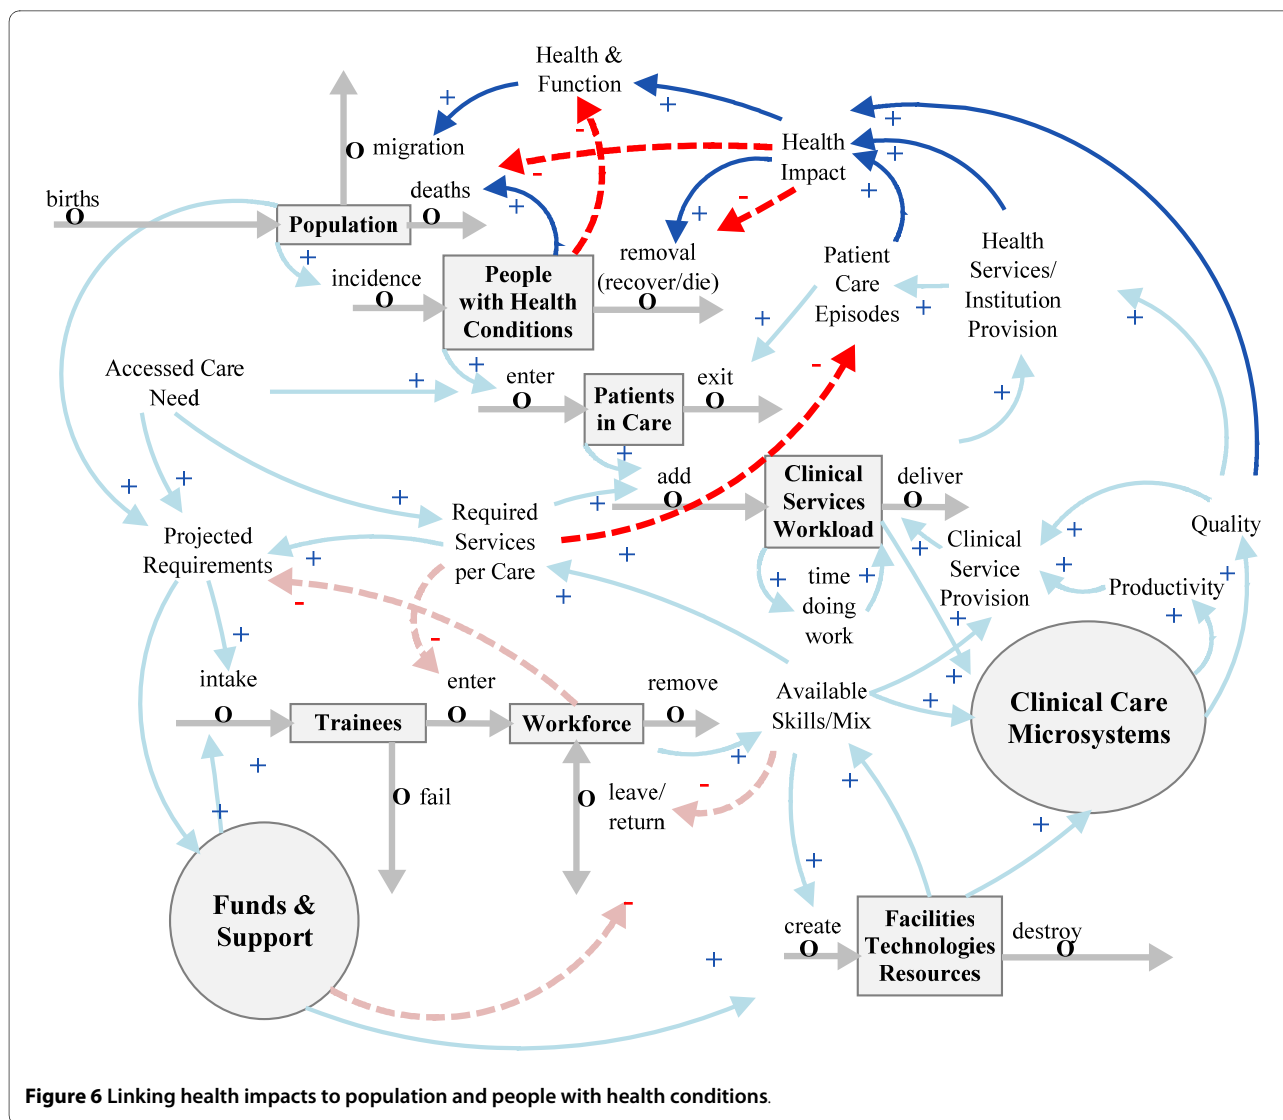 Health &
Function
+
+
+
-
O migration
Health
Impact
+
-
-
births
O
deaths
O
+
+
+
Population
Health
Services/
Institution
Provision
removal
(recover/die)
O
Patient
Care
Episodes
+
incidence
O
People
with Health
Conditions
+
+
+
Accessed Care
Need
+
+
enter
O
Patients
in Care
exit
O
-
+
+
add
O
Clinical
Services
Workload
deliver
O
+
+
+
+
Required
Services
per Care
+
Quality
Projected
Requirements
+
+
Clinical
Service
Provision
+
+
+
+
+
time
doing
work
+
Productivity
+
+
-
+
+
+
-
intake
O
Trainees
enter
O
Workforce
remove
O
Available
Skills/Mix
+
+
Clinical Care
Microsystems
+
+
-
+
O fail
O leave/
return
+
+
+
Funds &
Support
-
+
create
O
Facilities
Technologies
Resources
destroy
O
Figure 6 Linking health impacts to population and people with health conditions.